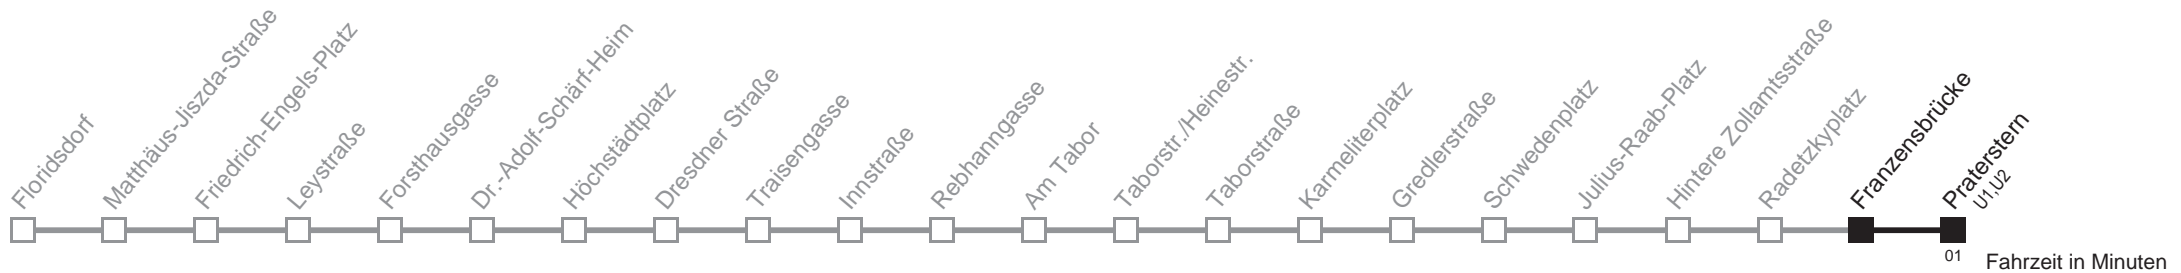 Floridsdorf
Matthäus-Jiszda-Straße
Friedrich-Engels-Platz
Leystraße
Forsthausgasse
Dr.-Adolf-Schärf-Heim
Höchstädtplatz
Dresdner Straße
Traisengasse
Innstraße
Rebhanngasse
Am Tabor
Taborstr./Heinestr.
Taborstraße
Karmeliterplatz
Gredlerstraße
Schwedenplatz
Julius-Raab-Platz
Hintere Zollamtsstraße
Radetzkyplatz
Franzensbrücke
Praterstern
U1,U2
01
Fahrzeit in Minuten